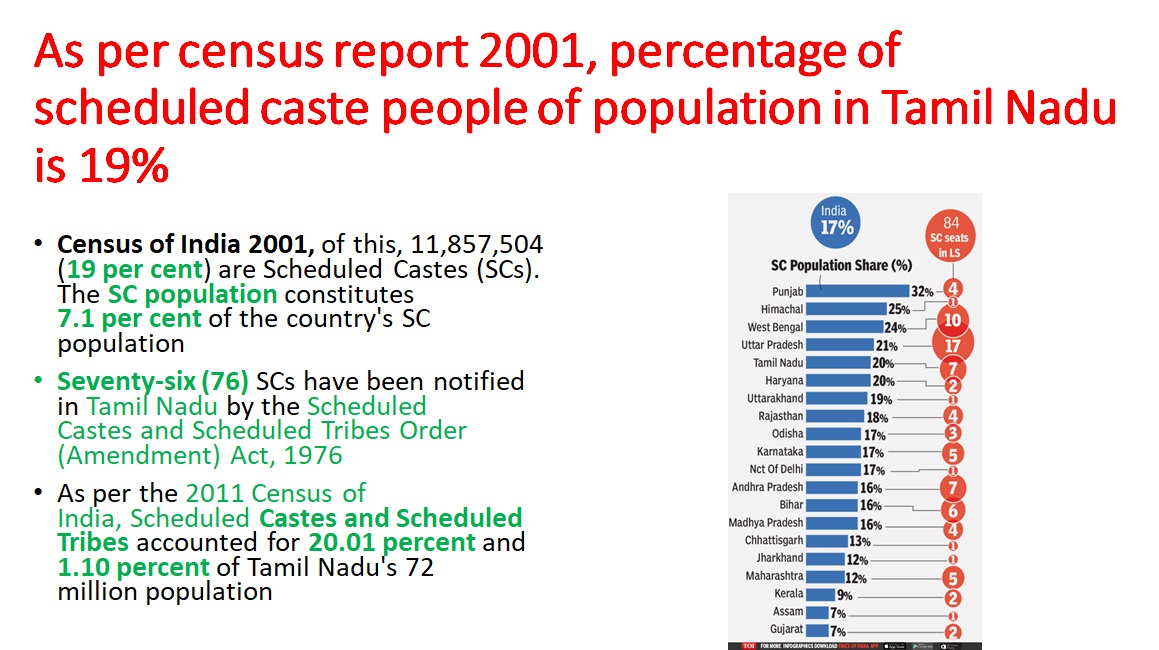 As per census report 2001, percentage of
scheduled caste people of population in Tamil Nadu
is 19%
• Census of India 2001, of this, 11,857,504
(19 per cent) are Scheduled Castes (SCs).
The SC population constitutes
7.1 per cent of the country's SC
population
• Seventy-six (76) SCs have been notified
in Tamil Nadu by the Scheduled
Castes and Scheduled Tribes Order
(Amendment) Act, 1976
• As per the 2011 Census of
India, Scheduled Castes and Scheduled
Tribes accounted for 20.01 percent and
1.10 percent of Tamil Nadu's 72
million population
India
17%
84
SC seats
in LS
SC Population Share (%)
Punjab 32% 4
Himachal 25% 1
West Bengal 24% 10
Uttar Pradesh 21% 17
Tamil Nadu 20% 7
Haryana 20% 2
Uttarakhand 19% 1
Rajasthan 18% 4
Odisha 17% 3
Karnataka 17% 5
Nct Of Delhi 17% 1
Andhra Pradesh 16% 7
Bihar 16% 6
Madhya Pradesh 16% 4
Chhattisgarh 13% 1
Jharkhand 12% 1
Maharashtra 12% 5
Kerala 9% 2
Assam 7% 1
Gujarat 7% 2
TOI FOR MORE INFOGRAPHICS DOWNLOAD TIMES OF INDIA APP